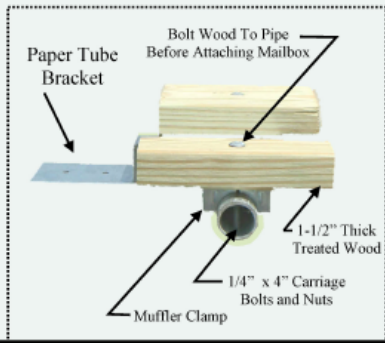 Bolt Wood To Pipe
Before Attaching Mailbox
Paper Tube
Bracket
1-1/2” Thick
Treated Wood
1/4” x 4” Carriage
Bolts and Nuts
Muffler Clamp